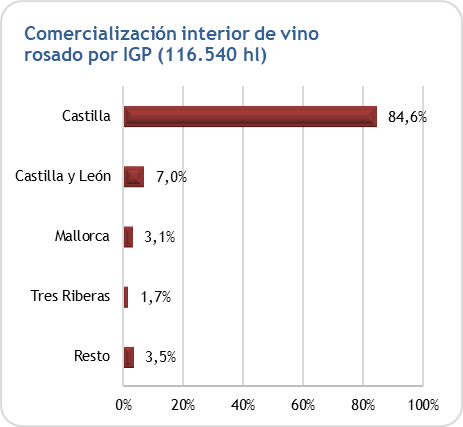 Comercialización interior de vino
rosado por IGP (116.540 hl)
Castilla 84,6%
Castilla y León 7,0%
Mallorca 3,1%
Tres Riberas 1,7%
Resto 3,5%
0% 20% 40% 60% 80% 100%